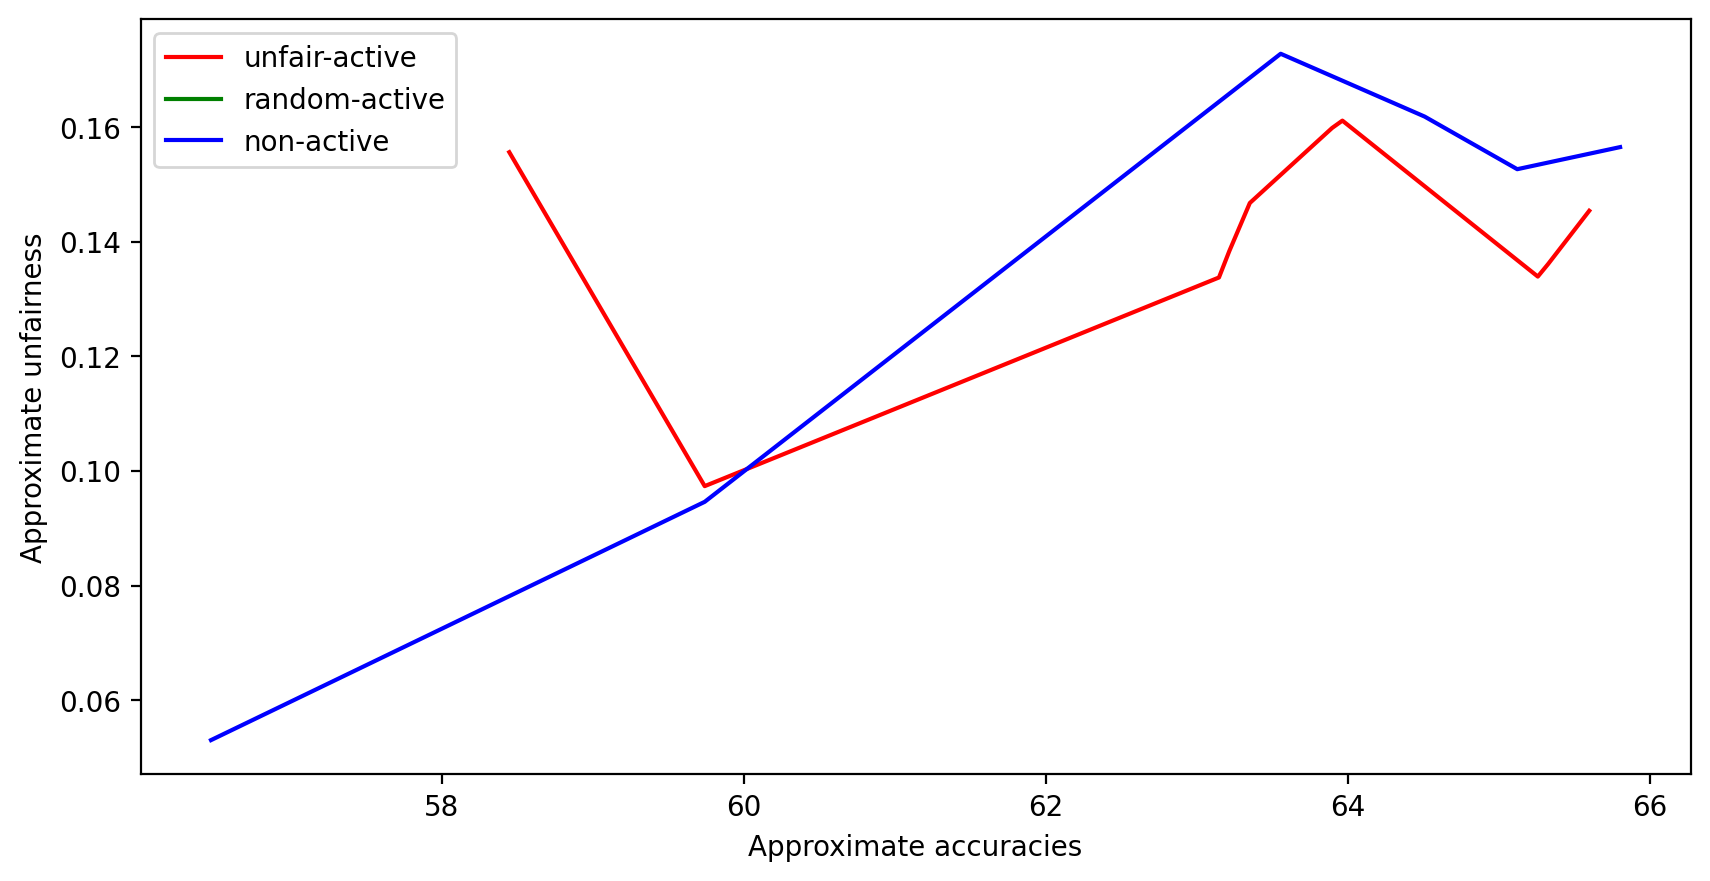 unfair-active
random-active
non-active
0.16
0.14
0.12
0.10
0.08
0.06
Approximate unfairness
58 60 62 64 66
Approximate accuracies